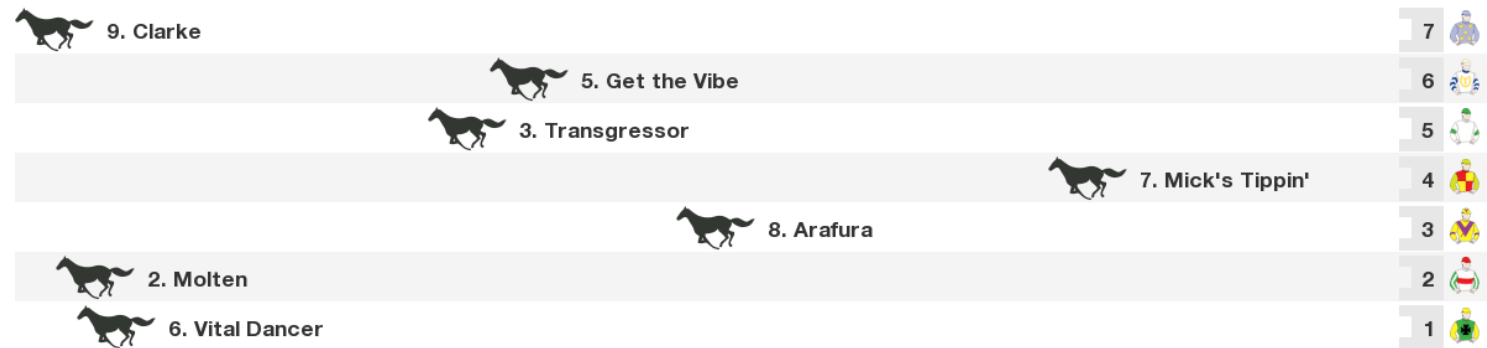 9. Clarke 7
5. Get the Vibe 6
3. Transgressor 5
7. Mick's Tippin' 4
8. Arafura 3
2. Molten 2
6. Vital Dancer 1